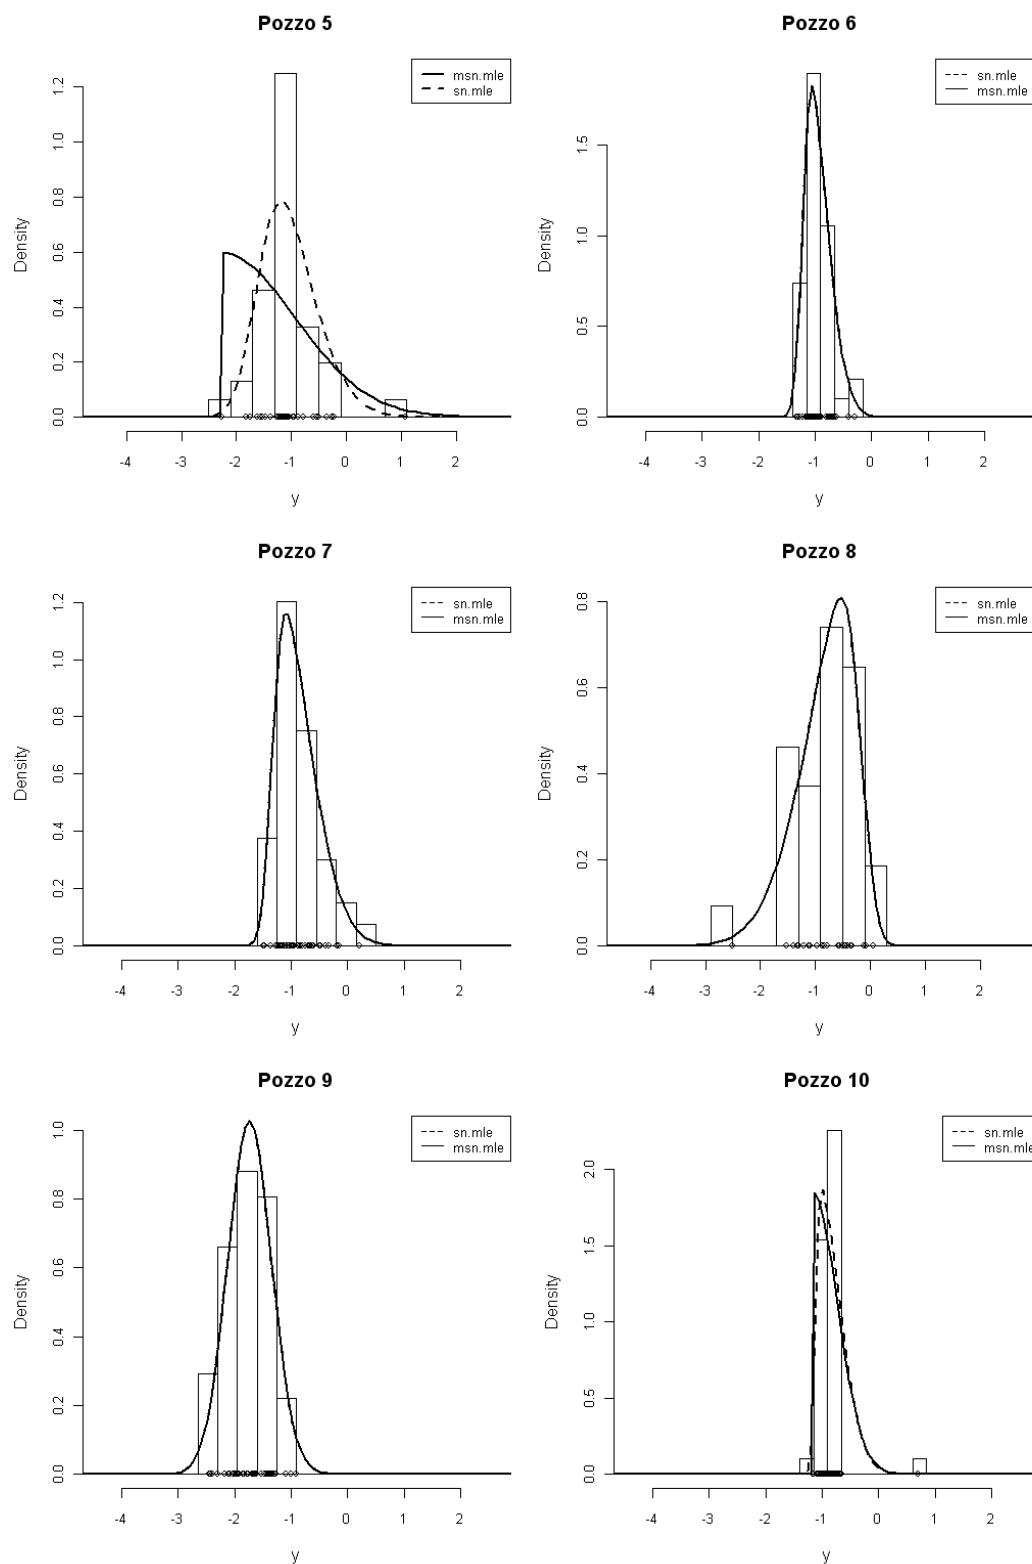 Pozzo 5
msn.mle
sn.mle
Density
0.0 0.2 0.4 0.6 0.8 1.0 1.2
-4 -3 -2 -1 0 1 2
y
Pozzo 6
sn.mle
msn.mle
Density
0.0 0.5 1.0 1.5
-4 -3 -2 -1 0 1 2
y
Pozzo 7
sn.mle
msn.mle
Density
0.0 0.2 0.4 0.6 0.8 1.0 1.2
-4 -3 -2 -1 0 1 2
y
Pozzo 8
sn.mle
msn.mle
Density
0.0 0.2 0.4 0.6 0.8
-4 -3 -2 -1 0 1 2
y
Pozzo 9
sn.mle
msn.mle
Density
0.0 0.2 0.4 0.6 0.8 1.0
-4 -3 -2 -1 0 1 2
y
Pozzo 10
sn.mle
msn.mle
Density
0.0 0.5 1.0 1.5 2.0
-4 -3 -2 -1 0 1 2
y